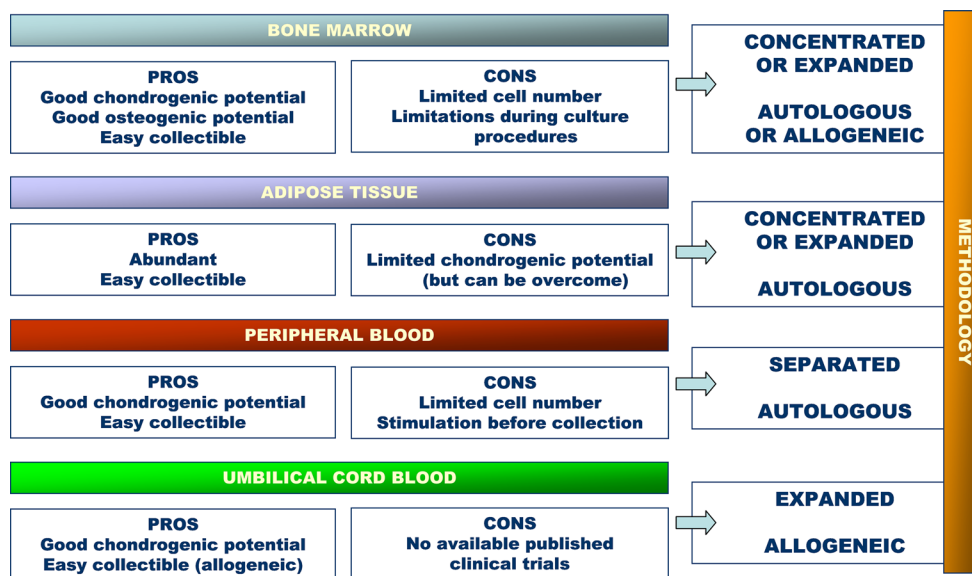 BONE MARROW
PROS
Good chondrogenic potential
Good osteogenic potential
Easy collectible
CONS
Limited cell number
Limitations during culture
procedures
CONCENTRATED
OR EXPANDED
AUTOLOGOUS
OR ALLOGENEIC
ADIPOSE TISSUE
PROS
Abundant
Easy collectible
CONS
Limited chondrogenic potential
(but can be overcome)
CONCENTRATED
OR EXPANDED
AUTOLOGOUS
PERIPHERAL BLOOD
PROS
Good chondrogenic potential
Easy collectible
CONS
Limited cell number
Stimulation before collection
SEPARATED
AUTOLOGOUS
UMBILICAL CORD BLOOD
PROS
Good chondrogenic potential
Easy collectible (allogeneic)
CONS
No available published
clinical trials
EXPANDED
ALLOGENEIC
METHODOLOGY